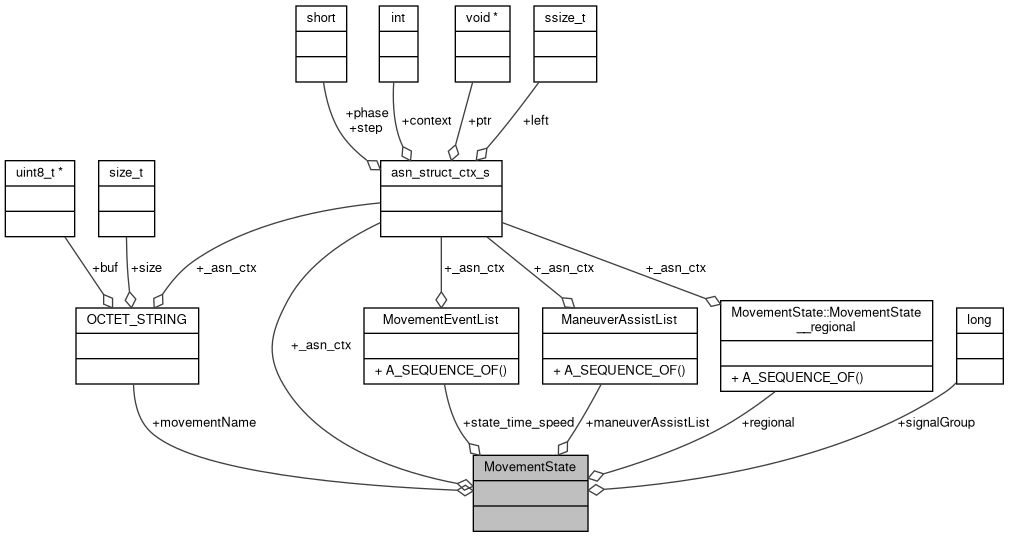 short
int
void *
ssize_t
+phase
+step
+context
+ptr
+left
uint8_t *
size_t
asn_struct_ctx_s
+buf
+size
+_asn_ctx
+_asn_ctx
+_asn_ctx
+_asn_ctx
OCTET_STRING
+_asn_ctx
MovementEventList
+ A_SEQUENCE_OF()
ManeuverAssistList
+ A_SEQUENCE_OF()
MovementState::MovementState
__regional
+ A_SEQUENCE_OF()
long
+movementName
+state_time_speed
+maneuverAssistList
+regional
+signalGroup
MovementState